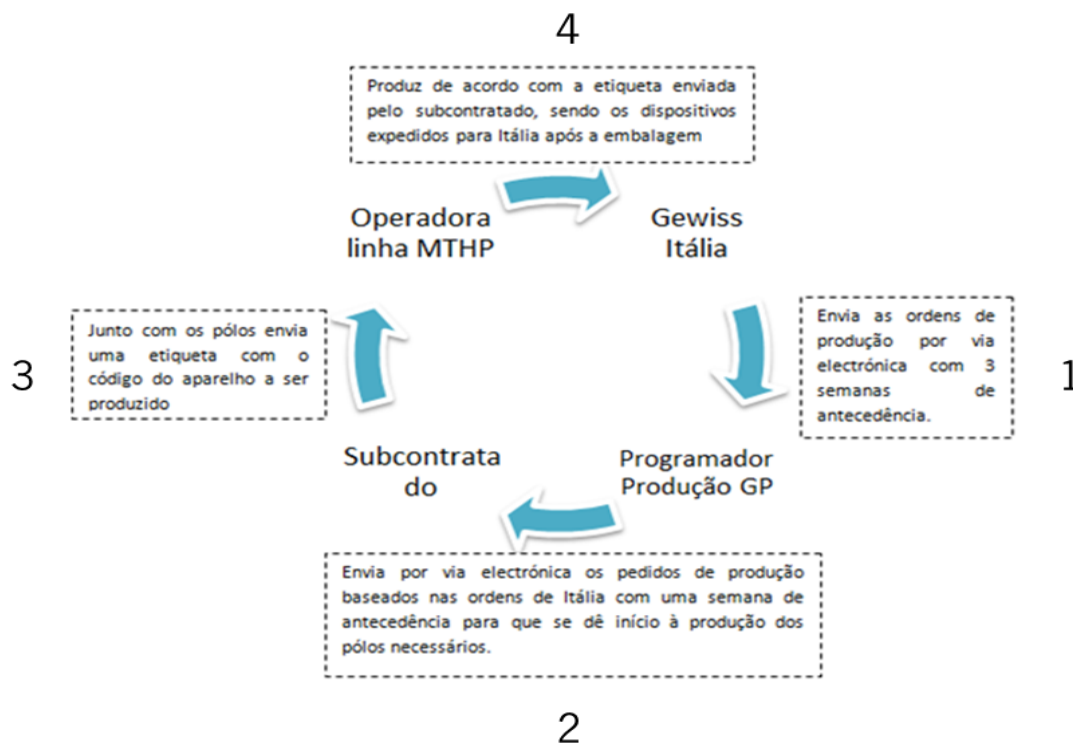 4
Produz de acordo com a etiqueta enviada
pelo subcontratado, sendo os dispositivos
expedidos para Itália após a embalagem
Operadora
linha MTHP
Gewiss
Itália
Envia as ordens de
produção por via
electrónica com 3
semanas de
antecedência.
1
Junto com os pólos envia
uma etiqueta com o
código do aparelho a ser
produzido
3
Subcontrata
do
Programador
Produção GP
Envia por via electrónica os pedidos de produção
baseados nas ordens de Itália com uma semana de
antecedência para que se dê início à produção dos
pólos necessários.
2